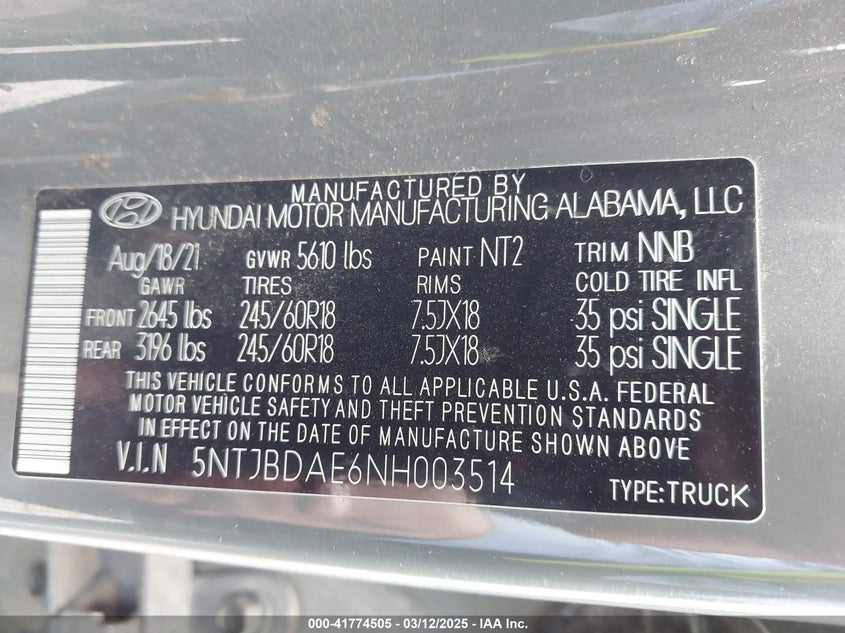 MANUFACTURED BY
HYUNDAI MOTOR MANUFACTURING ALABAMA, LLC
Aug/18/21 GVWR 5610 lbs PAINT NT2 TRIM NNB
GAWR TIRES RIMS COLD TIRE INFL
FRONT 2645 lbs 245/60R18 7.5JX18 35 psi SINGLE
REAR 3196 lbs 245/60R18 7.5JX18 35 psi SINGLE
THIS VEHICLE CONFORMS TO ALL APPLICABLE U.S.A. FEDERAL
MOTOR VEHICLE SAFETY AND THEFT PREVENTION STANDARDS
IN EFFECT ON THE DATE OF MANUFACTURE SHOWN ABOVE
V.I.N 5NTJBDAE6NH003514
TYPE:TRUCK
000-41774505 - 03/12/2025 - IAA Inc.